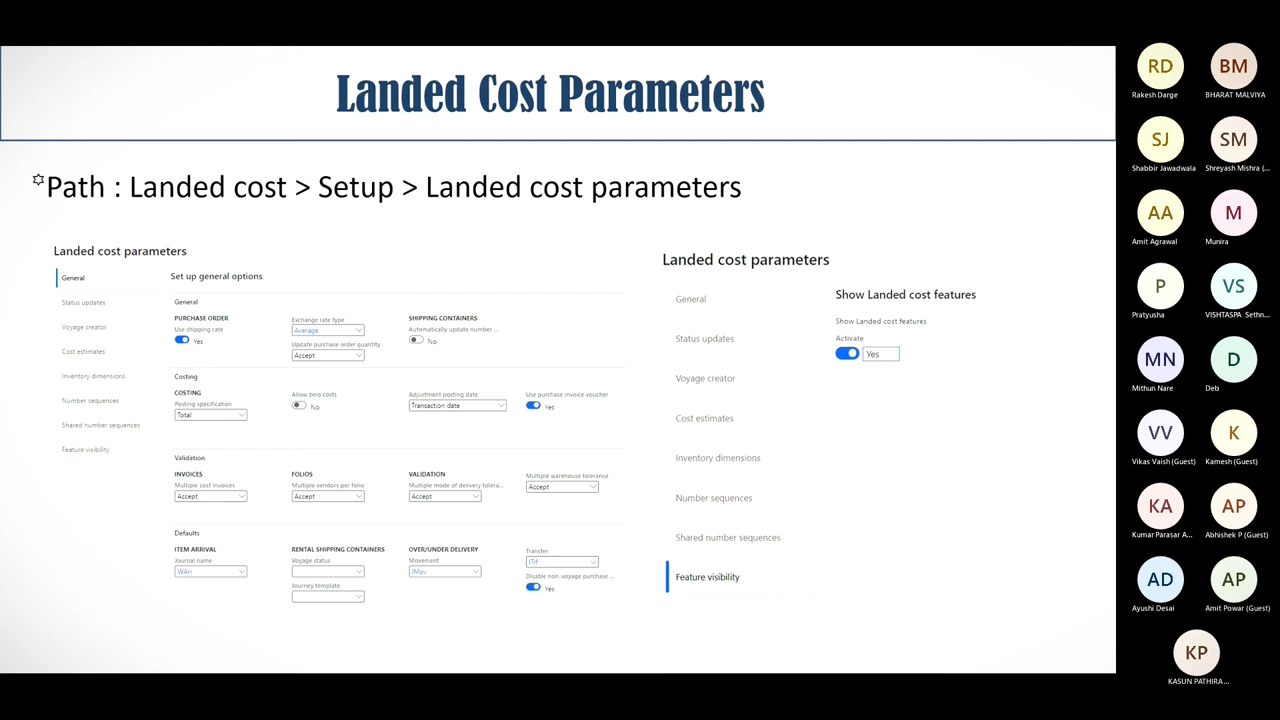 Landed Cost Parameters
Path : Landed cost > Setup > Landed cost parameters
Landed cost parameters
General
Status updates
Voyage creator
Cost estimates
Inventory dimensions
Number sequences
Shared number sequences
Feature visibility
Set up general options
General
PURCHASE ORDER
Use shipping rate
Yes
Exchange rate type
Average
Update purchase order quantity
Accept
SHIPPING CONTAINERS
Automatically update number ...
No
Costing
COSTING
Posting specification
Total
Allow zero costs
No
Adjustment posting date
Transaction date
Use purchase invoice voucher
Yes
Validation
INVOICES
Multiple cost invoices
Accept
FOLIOS
Multiple vendors per folio
Accept
VALIDATION
Multiple mode of delivery tolera...
Accept
Multiple warehouse tolerance
Accept
Defaults
ITEM ARRIVAL
Journal name
WArr
RENTAL SHIPPING CONTAINERS
Voyage status
Journey template
OVER/UNDER DELIVERY
Movement
IMov
Transfer
ITrf
Disable non-voyage purchase ...
Yes
Landed cost parameters
General
Status updates
Voyage creator
Cost estimates
Inventory dimensions
Number sequences
Shared number sequences
Feature visibility
Show Landed cost features
Show Landed cost features
Activate
Yes
RD
Rakesh Darge
BM
BHARAT MALVIYA
SJ
Shabbir Jawadwala
SM
Shreyash Mishra (...
AA
Amit Agrawal
M
Munira
P
Pratyusha
VS
VISHTASPA Sethn...
MN
Mithun Nare
D
Deb
VV
Vikas Vaish (Guest)
K
Kamesh (Guest)
KA
Kumar Parasar A...
AP
Abhishek P (Guest)
AD
Ayushi Desai
AP
Amit Powar (Guest)
KP
KASUN PATHIRA...